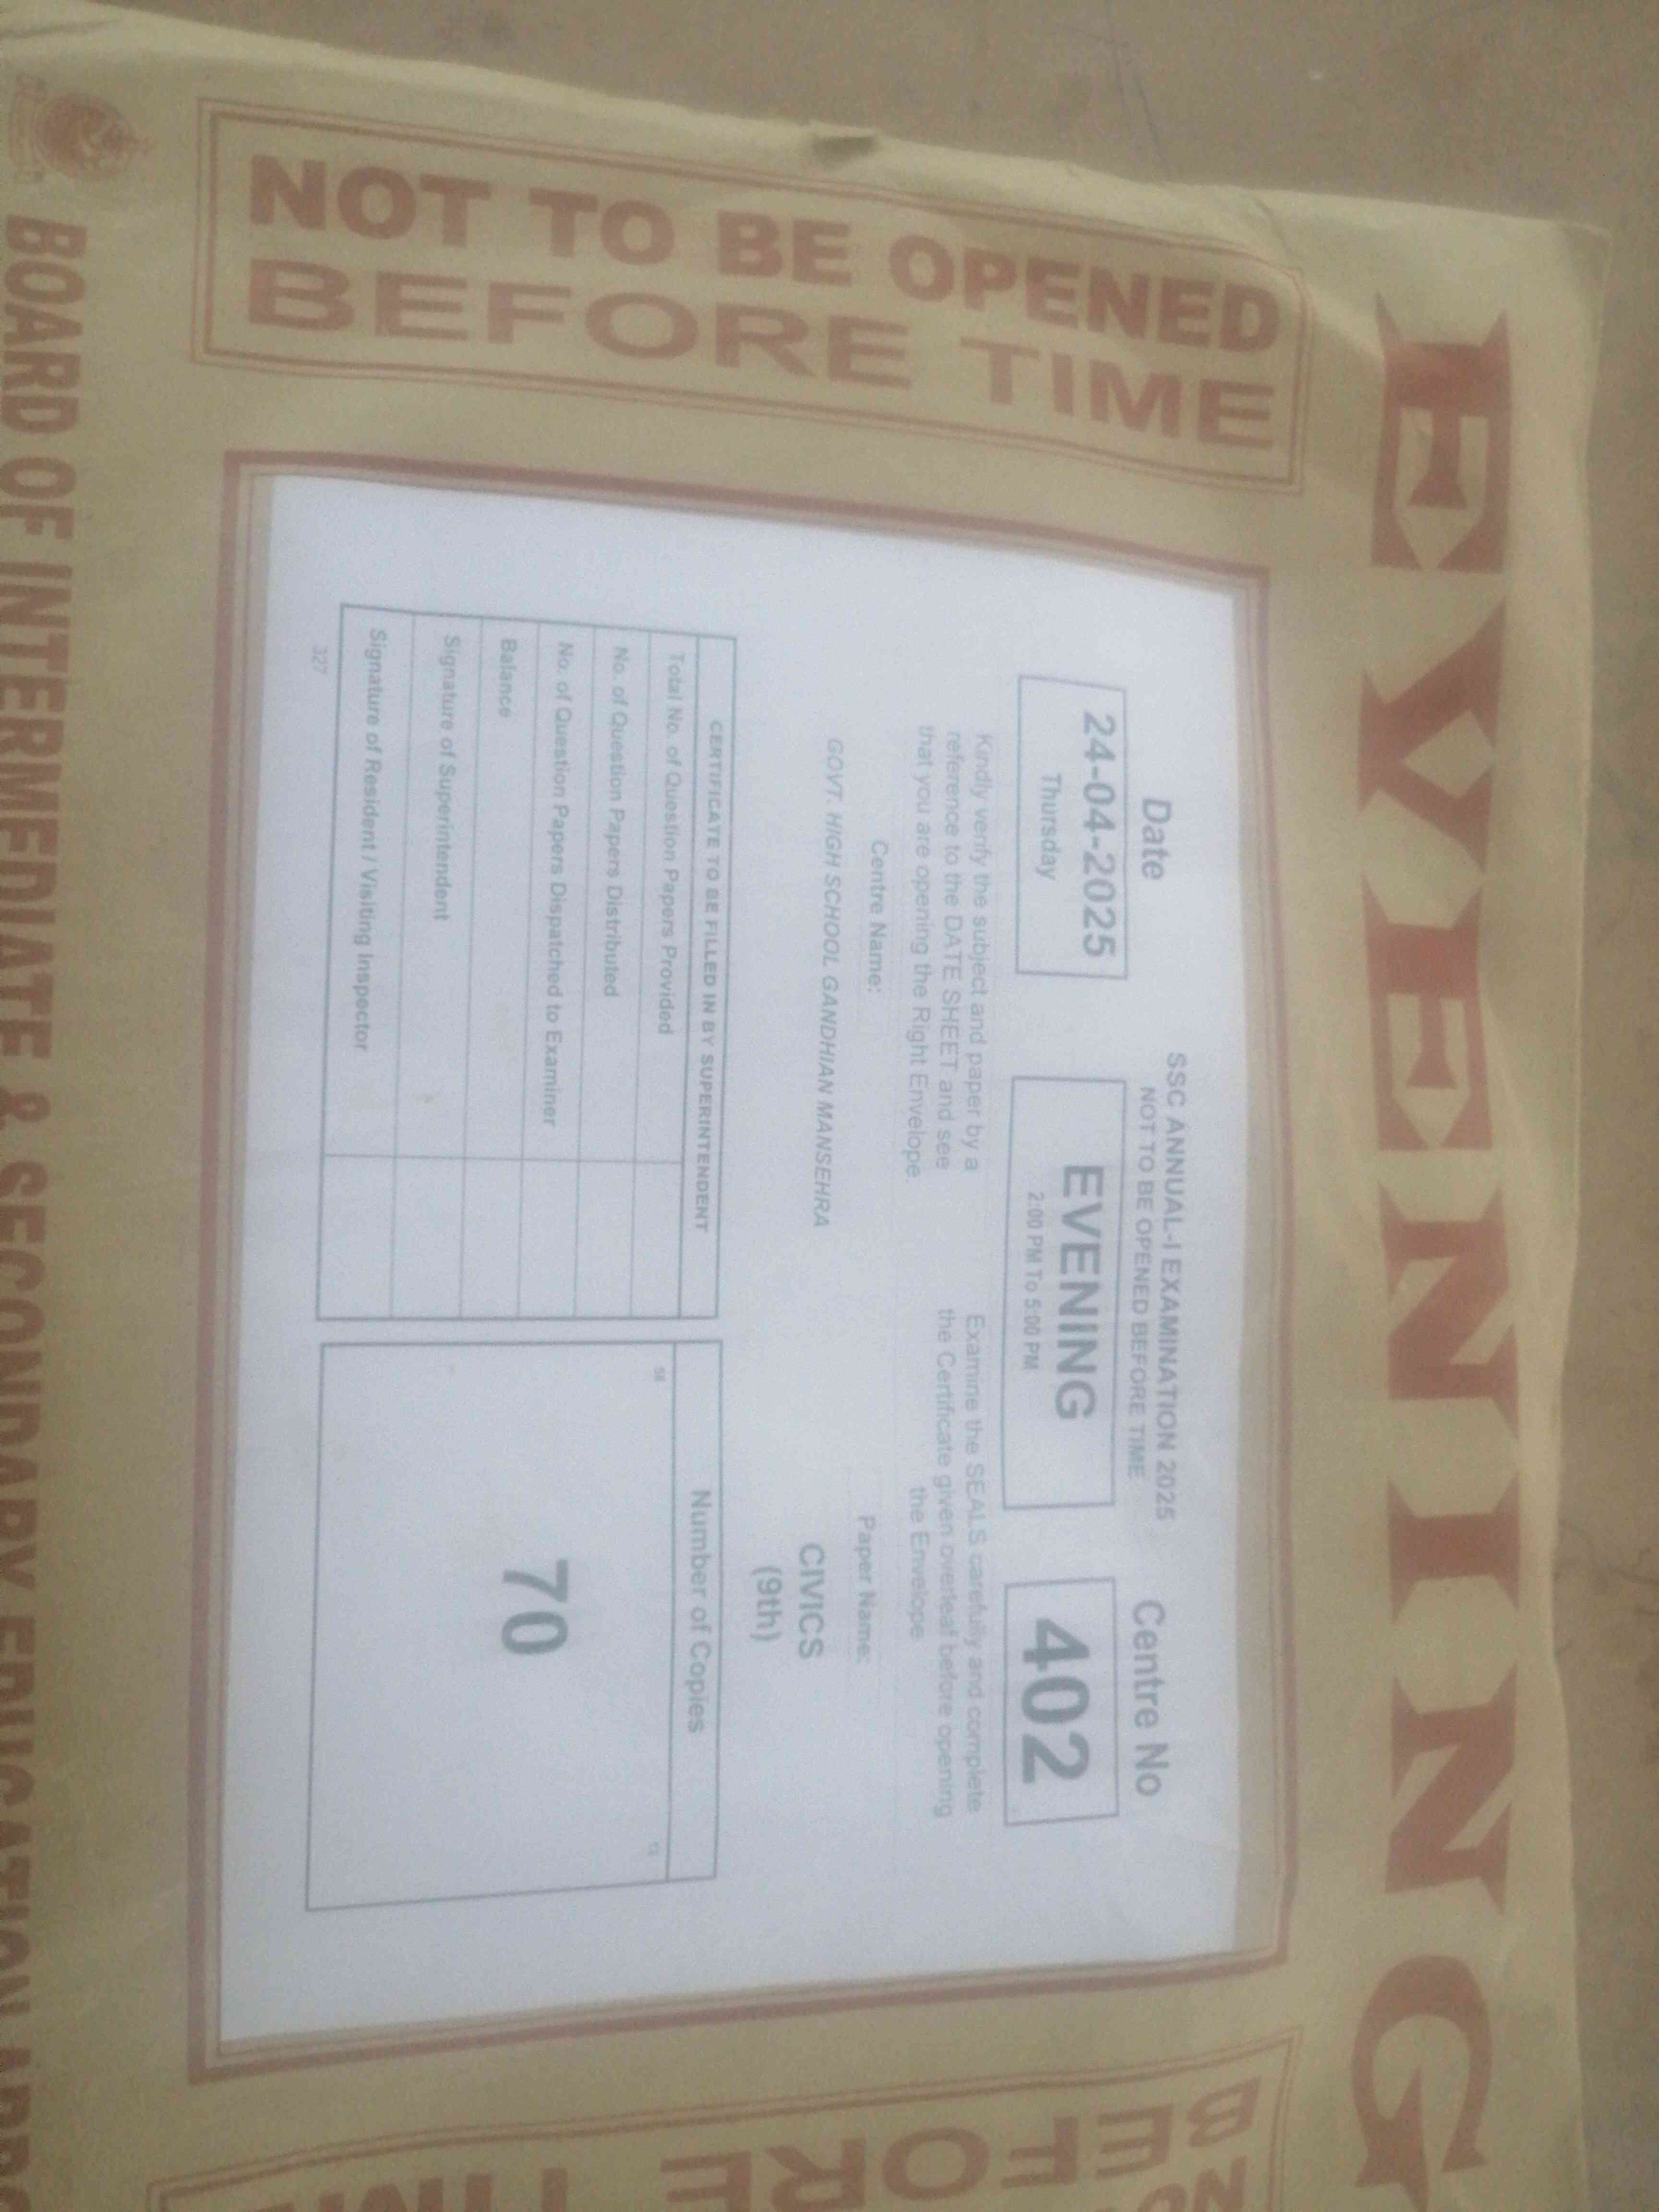 EVENING
NOT TO BE OPENED
BEFORE TIME
SSC ANNUAL-I EXAMINATION 2025
NOT TO BE OPENED BEFORE TIME
Date
24-04-2025
Thursday
EVENING
2:00 PM To 5:00 PM
Centre No
402
Kindly verify the subject and paper by a
reference to the DATE SHEET and see
that you are opening the Right Envelope.
Examine the SEALS carefully and complete
the Certificate given overleaf before opening
the Envelope
Centre Name:
GOVT. HIGH SCHOOL GANDHIAN MANSEHRA
Paper Name:
CIVICS
(9th)
CERTIFICATE TO BE FILLED IN BY SUPERINTENDENT
Total No. of Question Papers Provided
No. of Question Papers Distributed
No. of Question Papers Dispatched to Examiner
Balance
Signature of Superintendent
Signature of Resident / Visiting Inspector
327
Number of Copies
58
70
BEFORE
BOARD OF INTERMEDIATE & SECONDARY EDUCATION